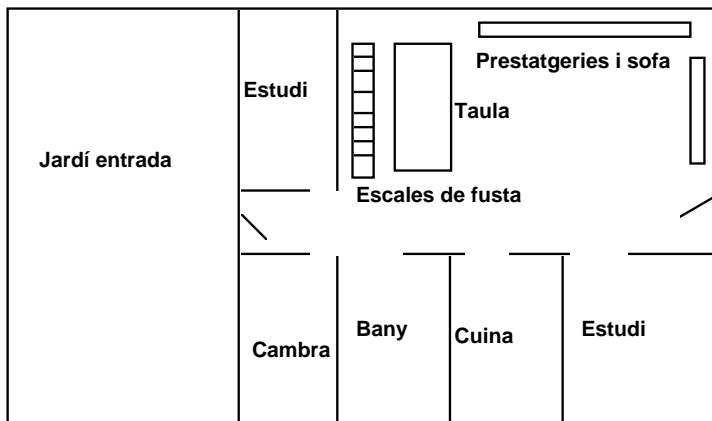 Prestatgeries i sofa
Estudi
Taula
Jardí entrada
Escales de fusta
Bany
Cuina
Estudi
Cambra